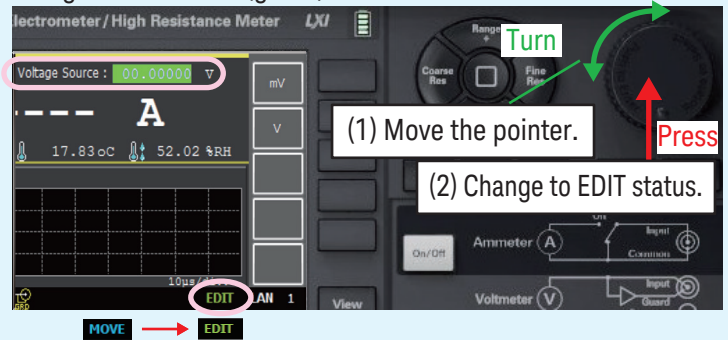 lectrometer/High Resistance Meter LXI
Voltage Source : 00.00000 V
---- A
17.83oC 52.02 %RH
mV
V
10µs/
EDIT
LAN 1
View
Range
+
Coarse
Res
Fine
Res
Turn
Press
(1) Move the pointer.
(2) Change to EDIT status.
On/Off
On
Ammeter A
Input
Common
Voltmeter V
Input
Guard
MOVE → EDIT